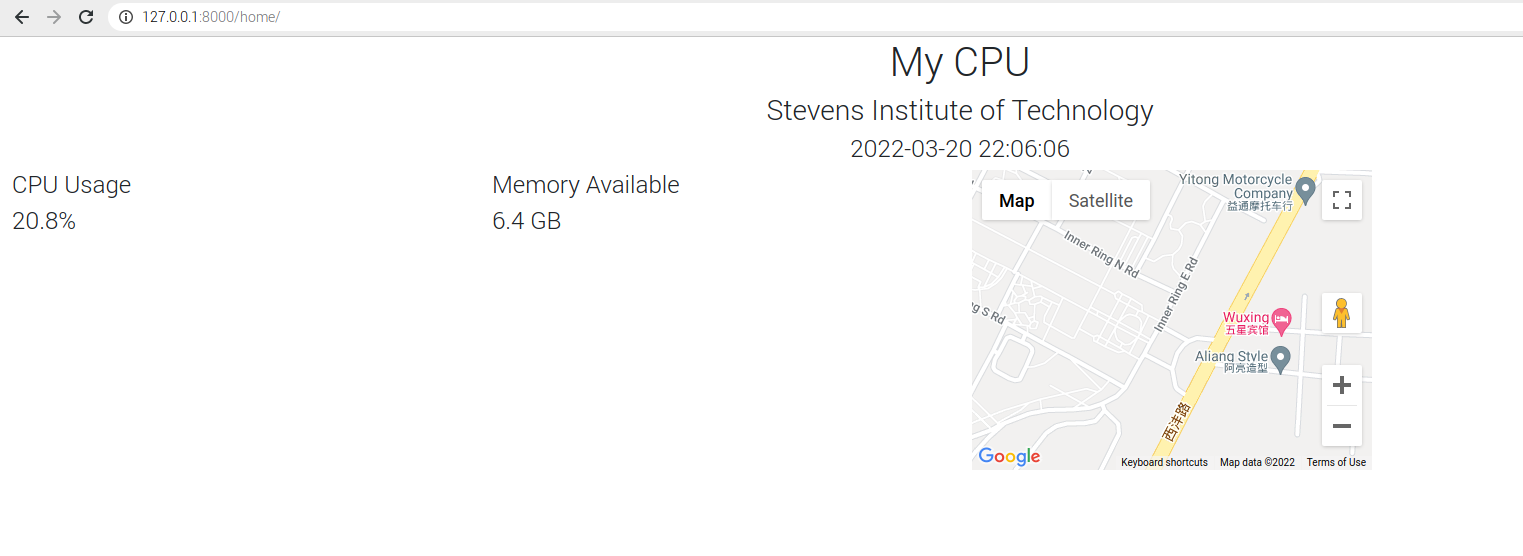 127.0.0.1:8000/home/
My CPU
Stevens Institute of Technology
2022-03-20 22:06:06
CPU Usage
20.8%
Memory Available
6.4 GB
Map
Satellite
Yitong Motorcycle
Company
益通摩托车行
Inner Ring N Rd
Inner Ring E Rd
ng S Rd
Wuxing
五星宾馆
Aliang Style
阿亮造型
西沣路
Google
Keyboard shortcuts
Map data ©2022
Terms of Use